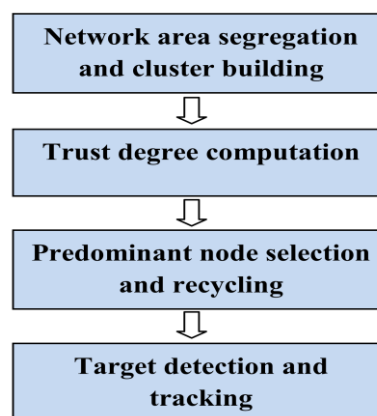 Network area segregation
and cluster building
Trust degree computation
Predominant node selection
and recycling
Target detection and
tracking